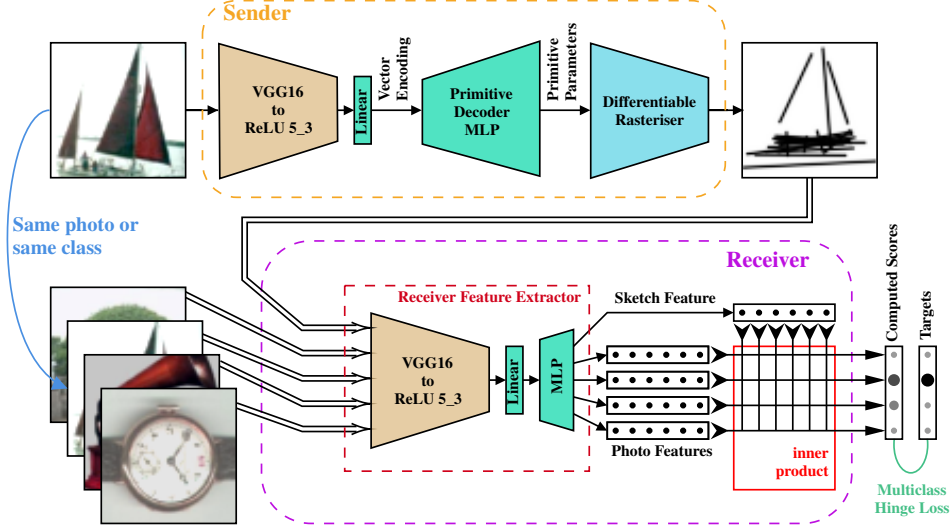 Sender
VGG16
to
ReLU 5_3
Linear
Vector
Encoding
Primitive
Decoder
MLP
Primitive
Parameters
Differentiable
Rasteriser
Same photo or
same class
Receiver
Receiver Feature Extractor
VGG16
to
ReLU 5_3
Linear
MLP
Sketch Feature
Photo Features
inner
product
Computed Scores
Targets
Multiclass
Hinge Loss